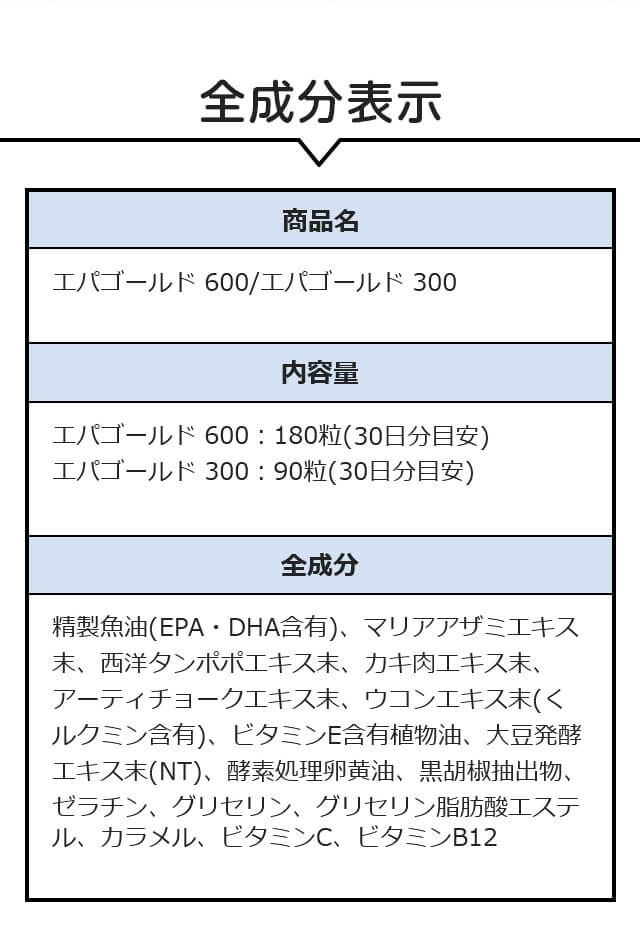 全成分表示
商品名
エパゴールド 600/エパゴールド 300
内容量
エパゴールド 600：180粒(30日分目安)
エパゴールド 300：90粒(30日分目安)
全成分
精製魚油(EPA・DHA含有)、マリアアザミエキス
末、西洋タンポポエキス末、カキ肉エキス末、
アーティチョークエキス末、ウコンエキス末(く
ルクミン含有)、ビタミンE含有植物油、大豆発酵
エキス末(NT)、酵素処理卵黄油、黒胡椒抽出物、
ゼラチン、グリセリン、グリセリン脂肪酸エステ
ル、カラメル、ビタミンC、ビタミンB12